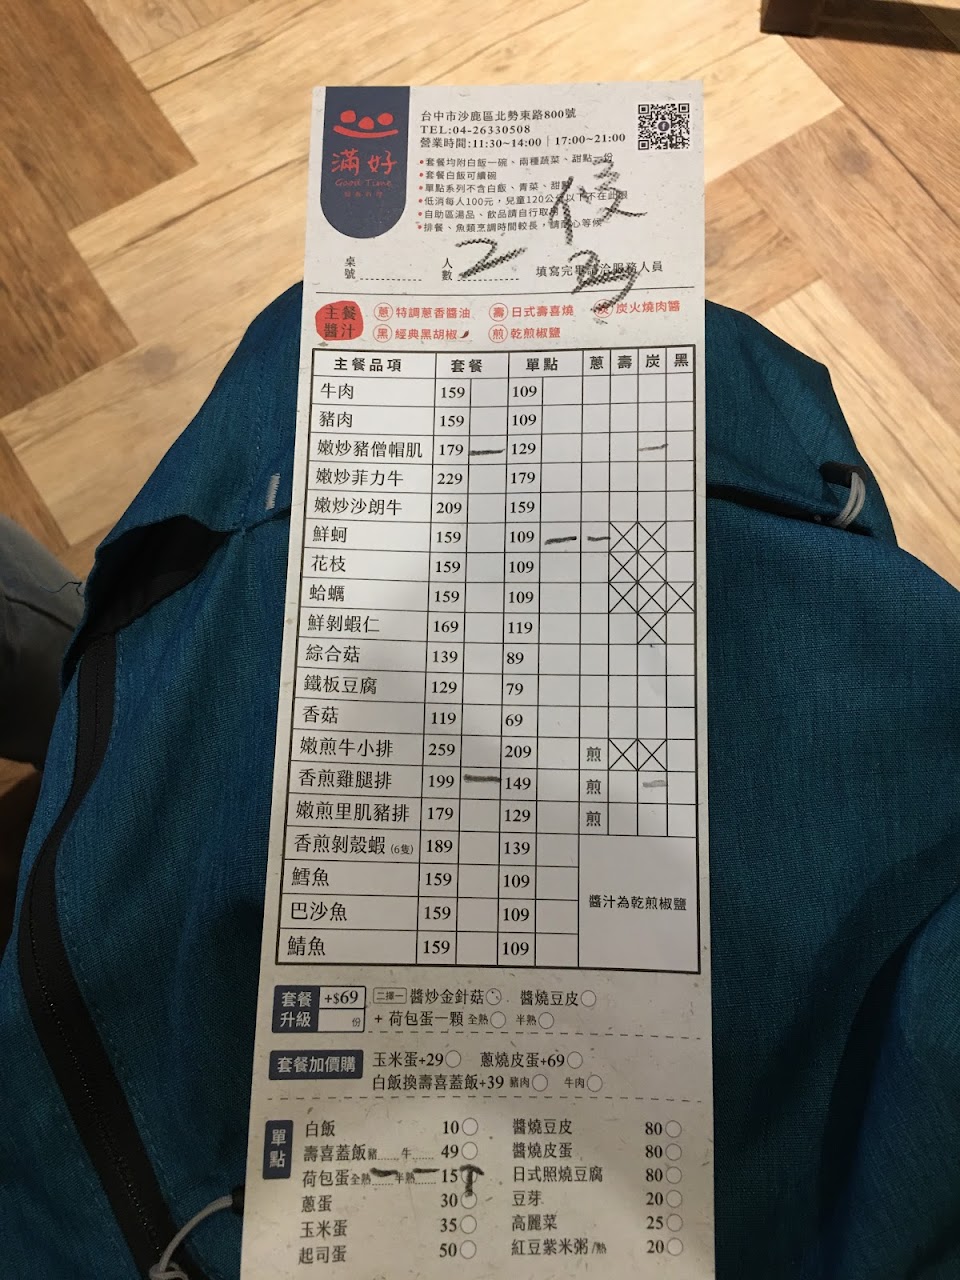 滿好
Good Time
台中市沙鹿區北勢東路800號
TEL:04-26330508
營業時間:11:30~14:00｜17:00~21:00
•套餐均附白飯一碗、兩種蔬菜、甜點一份
•套餐白飯可續碗
•單點系列不含白飯、青菜、甜
•低消每人100元，兒童120公分以下不在此限
•自助區湯品、飲品請自行取
•排餐、魚類烹調時間較長，請耐心等候
桌號 人數 2 填寫完畢請洽服務人員
主餐醬汁 蔥 特調蔥香醬油 壽 日式壽喜燒 炭 炭火燒肉醬
黑 經典黑胡椒 煎 乾煎椒鹽
主餐品項 套餐 單點 蔥 壽 炭 黑
牛肉 159 109
豬肉 159 109
嫩炒豬僧帽肌 179 129
嫩炒菲力牛 229 179
嫩炒沙朗牛 209 159
鮮蚵 159 109
花枝 159 109
蛤蠣 159 109
鮮剝蝦仁 169 119
綜合菇 139 89
鐵板豆腐 129 79
香菇 119 69
嫩煎牛小排 259 209 煎
香煎雞腿排 199 149 煎
嫩煎里肌豬排 179 129 煎
香煎剝殼蝦(6隻) 189 139
鱈魚 159 109 醬汁為乾煎椒鹽
巴沙魚 159 109
鯖魚 159 109
套餐升級 +$69 份 二擇一 醬炒金針菇 醬燒豆皮
+ 荷包蛋一顆 全熟 半熟
套餐加價購 玉米蛋+29 蔥燒皮蛋+69
白飯換壽喜蓋飯+39 豬肉 牛肉
單點
白飯 10 醬燒豆皮 80
壽喜蓋飯 豬 牛 49 醬燒皮蛋 80
荷包蛋 全熟 半熟 15 日式照燒豆腐 80
蔥蛋 30 豆芽 20
玉米蛋 35 高麗菜 25
起司蛋 50 紅豆紫米粥/熱 20